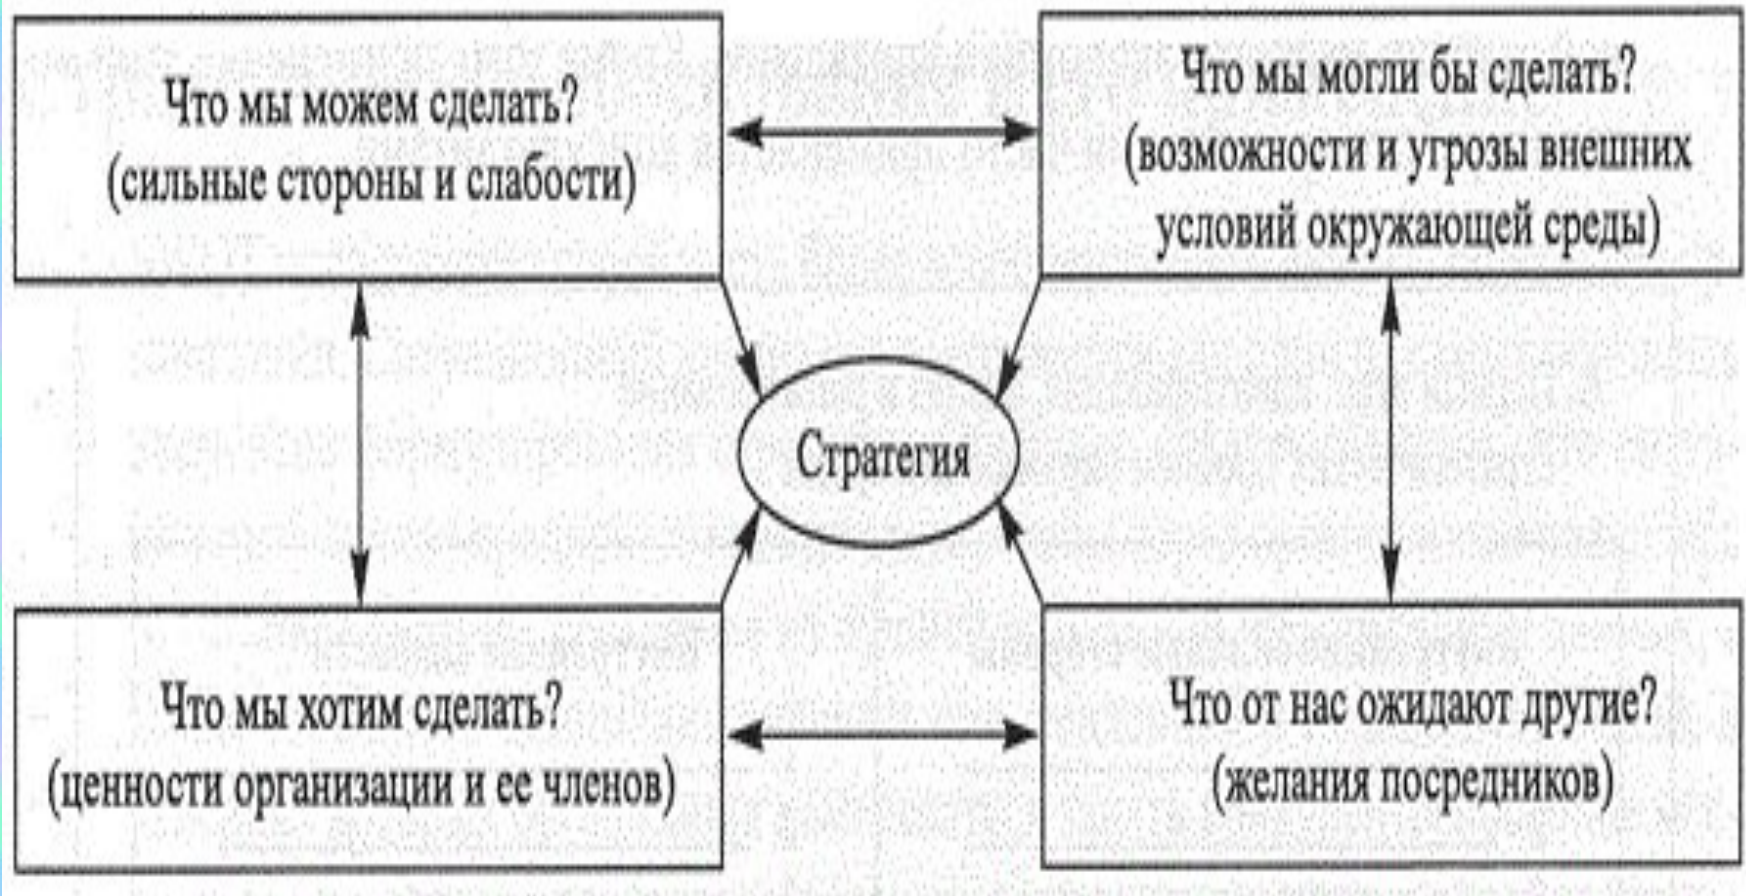 Что мы можем сделать?
(сильные стороны и слабости)
Что мы могли бы сделать?
(возможности и угрозы внешних
условий окружающей среды)
Стратегия
Что мы хотим сделать?
(ценности организации и ее членов)
Что от нас ожидают другие?
(желания посредников)